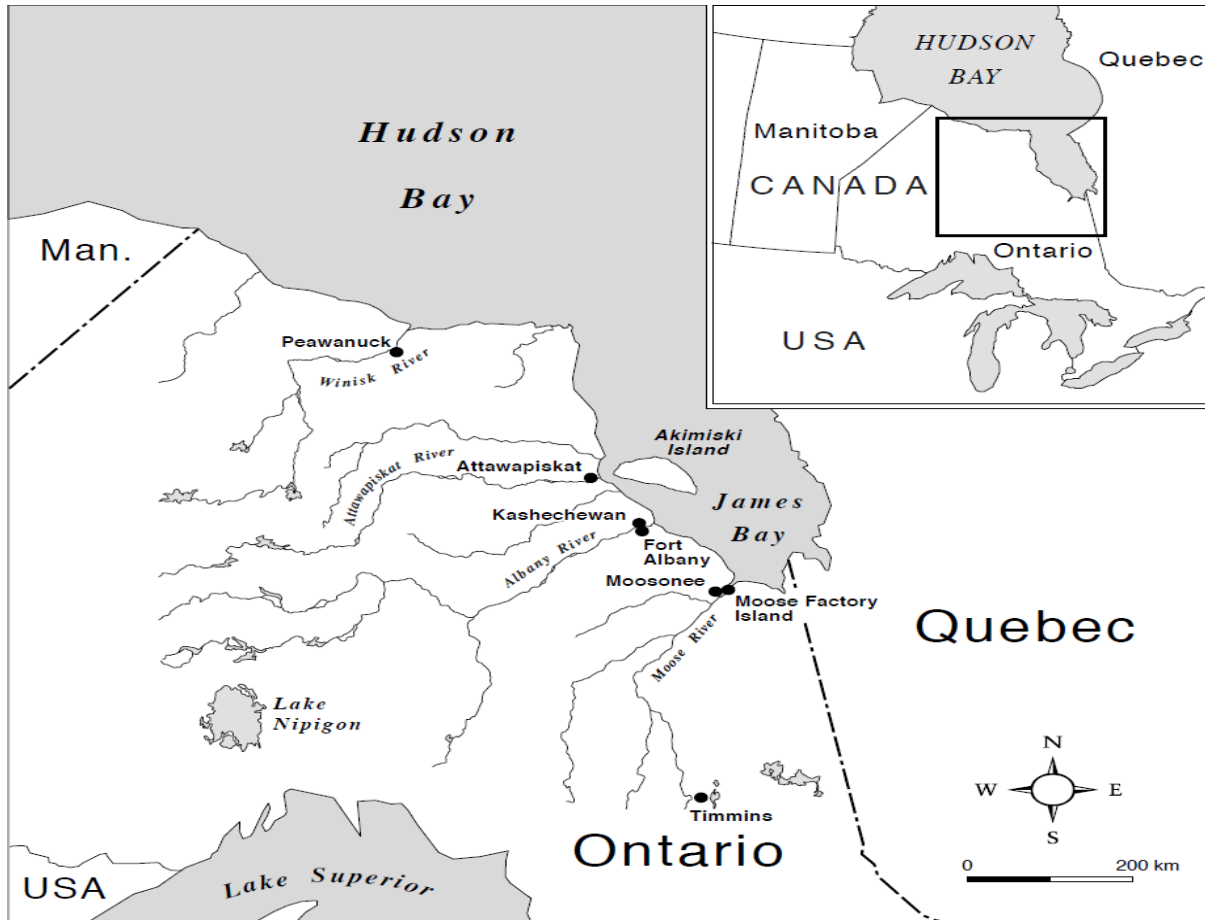 Hudson
Bay
Man.
Peawanuck
Winisk River
Attawapiskat River
Attawapiskat
Akimiski
Island
James
Bay
Kashechewan
Albany River
Fort
Albany
Moosonee
Moose Factory
Island
Moose River
Quebec
Lake
Nipigon
Timmins
Ontario
USA
Lake Superior
N
W
E
S
0
200 km
HUDSON
BAY
Quebec
Manitoba
CANADA
Ontario
USA